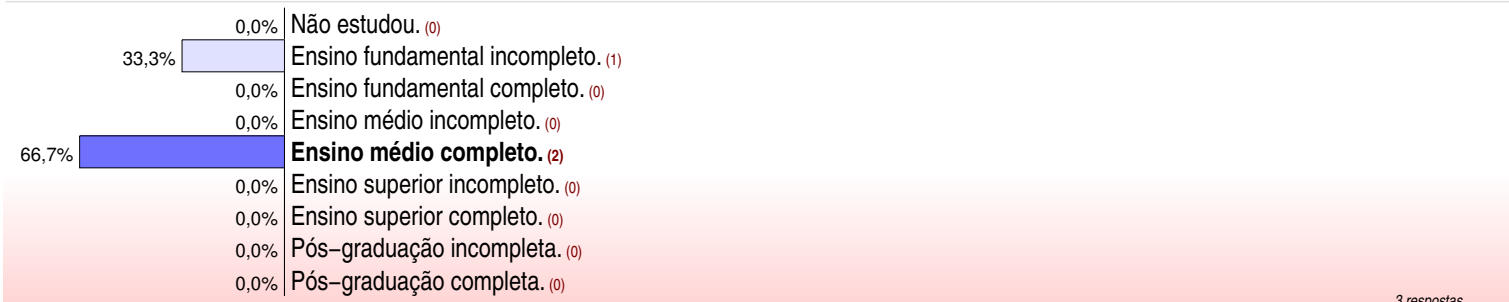 0,0% Não estudou. (0)
33,3% Ensino fundamental incompleto. (1)
0,0% Ensino fundamental completo. (0)
0,0% Ensino médio incompleto. (0)
66,7% Ensino médio completo. (2)
0,0% Ensino superior incompleto. (0)
0,0% Ensino superior completo. (0)
0,0% Pós-graduação incompleta. (0)
0,0% Pós-graduação completa. (0)
3 respostas